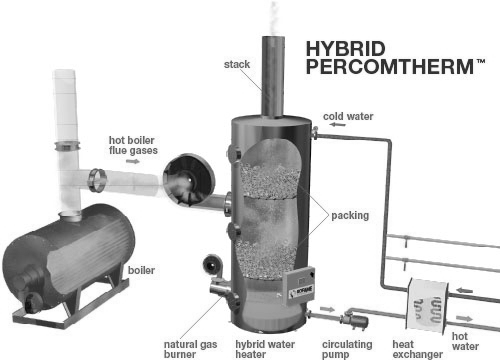 HYBRID
PERCOMTHERM™
stack
cold water
hot boiler
flue gases
packing
boiler
natural gas
burner
hybrid water
heater
circulating
pump
heat
exchanger
hot
water